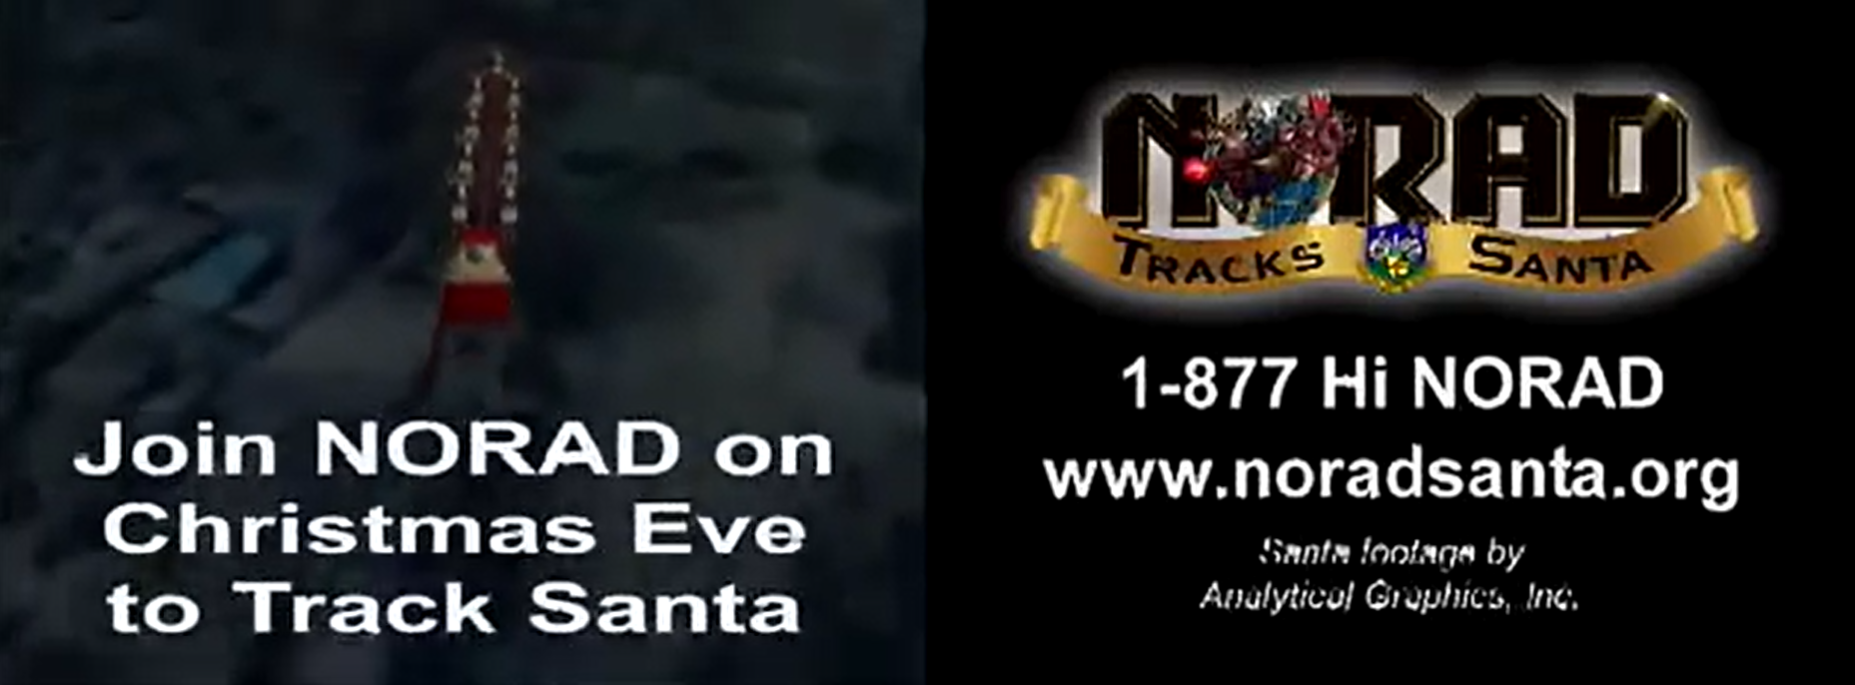 Join NORAD on
Christmas Eve
to Track Santa
NORAD
TRACKS SANTA
1-877 Hi NORAD
www.noradsanta.org
Santa footage by
Analytical Graphics, Inc.